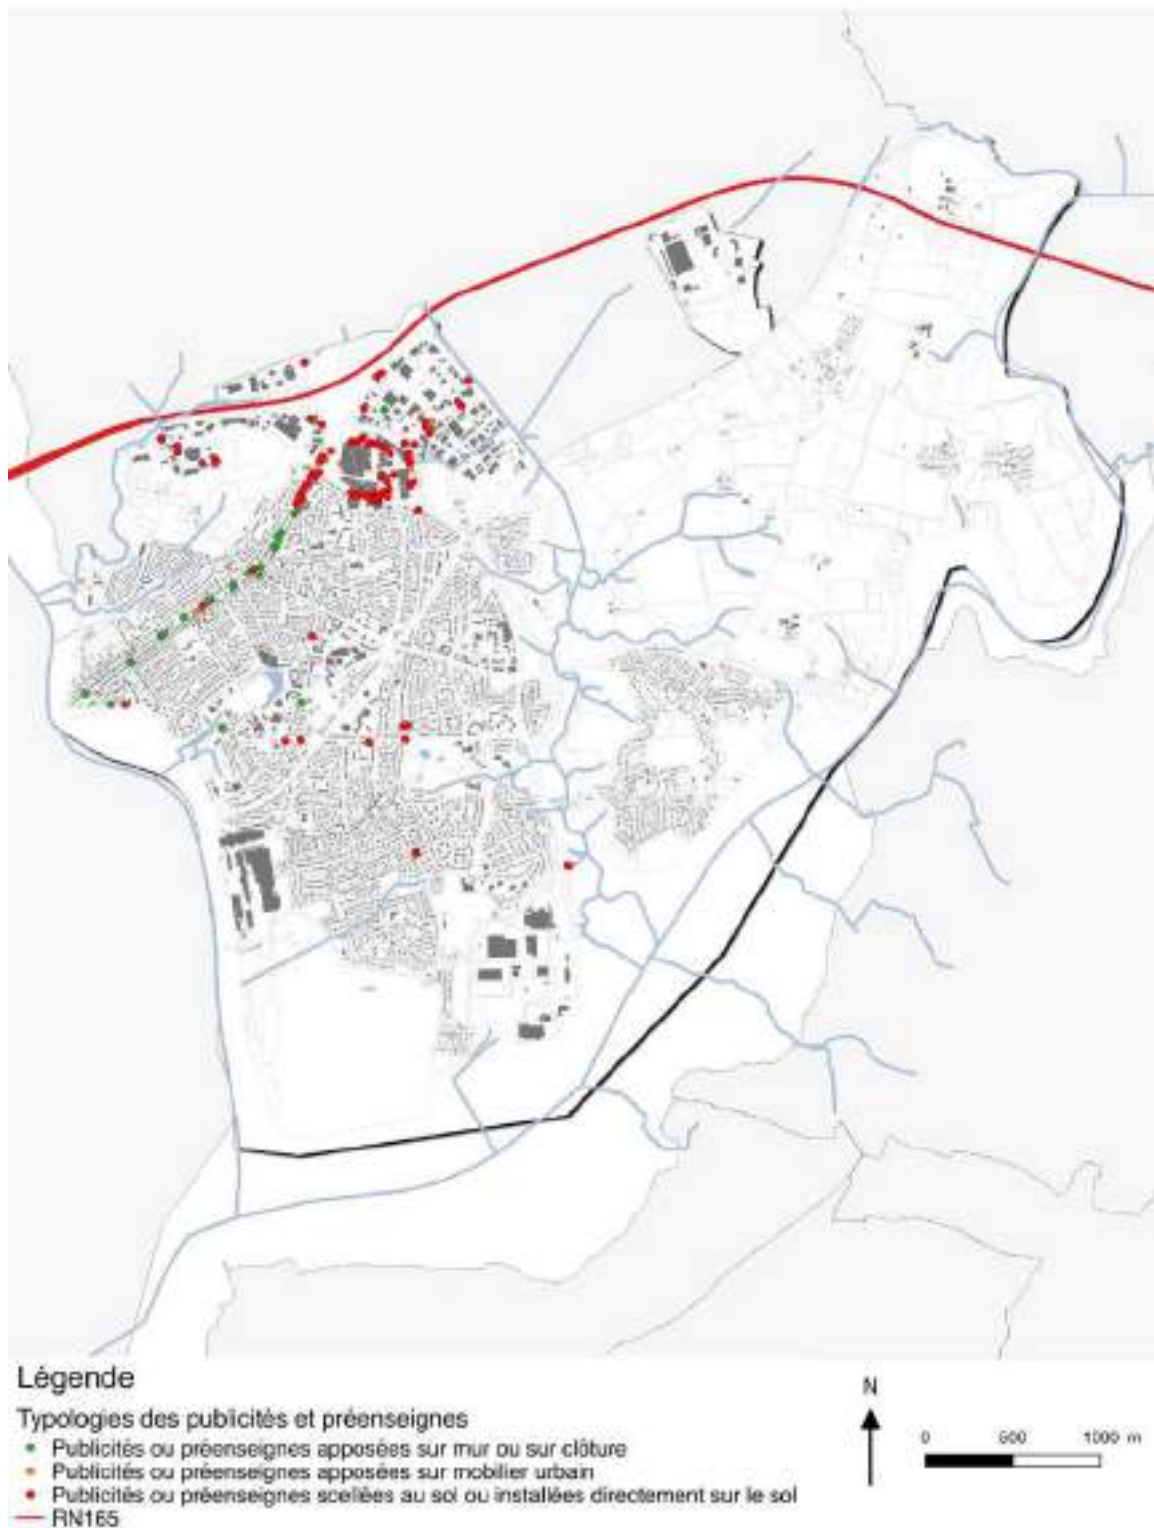 Légende
Typologies des publicités et préenseignes
Publicités ou préenseignes apposées sur mur ou sur clôture
Publicités ou préenseignes apposées sur mobilier urbain
Publicités ou préenseignes scellées au sol ou installées directement sur le sol
RN165
N
0 500 1000 m